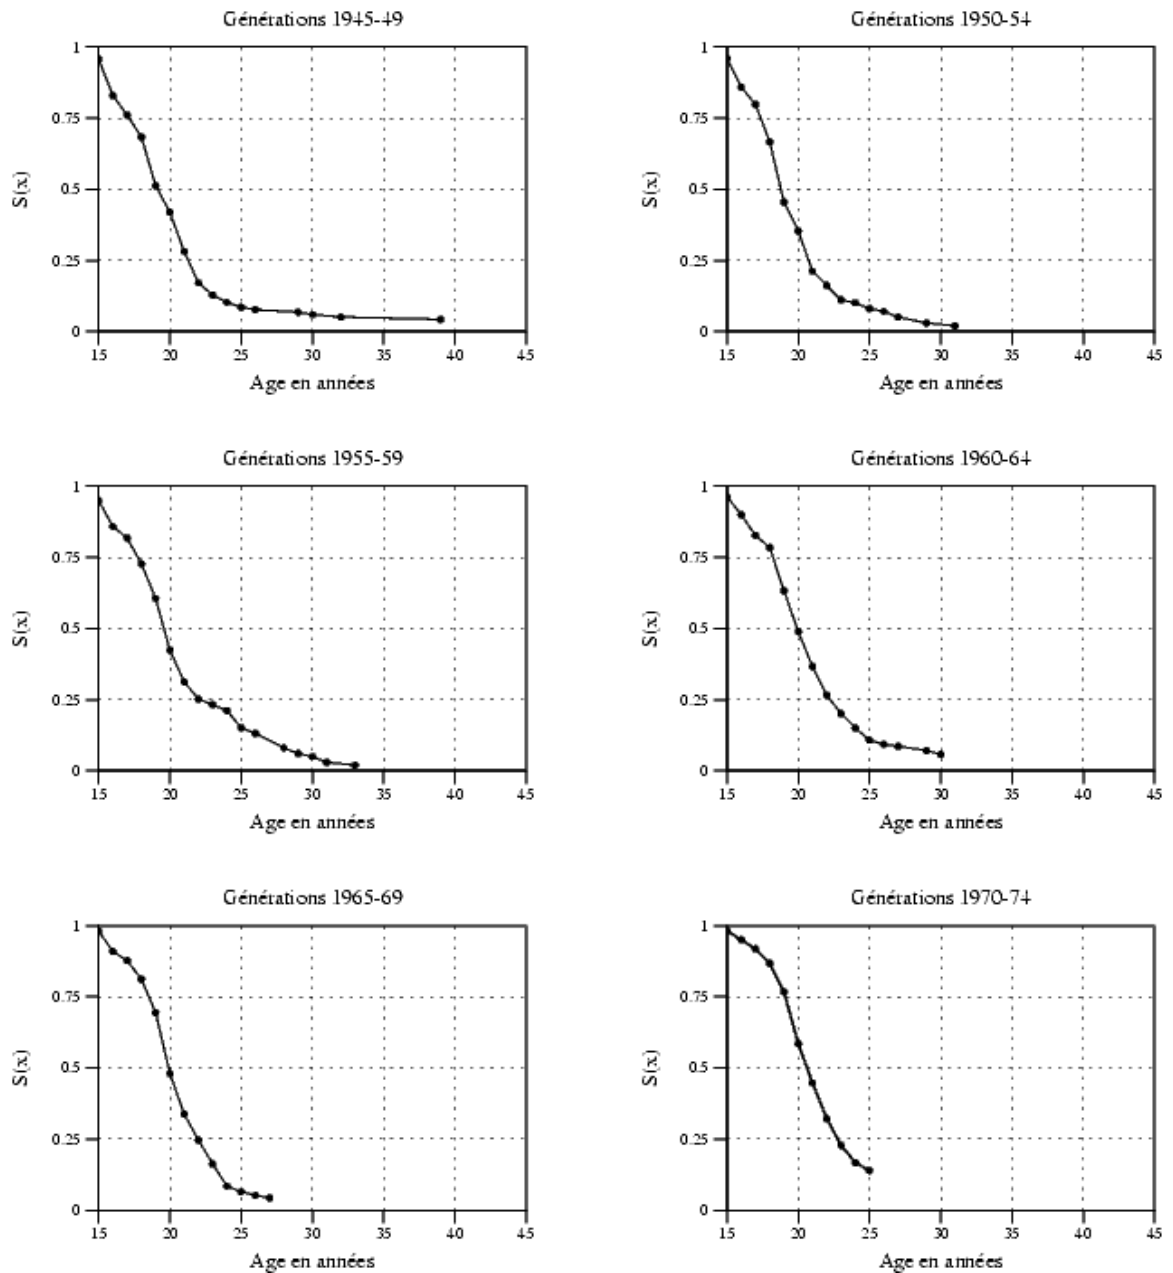 Générations 1945-49
1
0.75
0.5
0.25
0
S(x)
15 20 25 30 35 40 45
Age en années
Générations 1950-54
1
0.75
0.5
0.25
0
S(x)
15 20 25 30 35 40 45
Age en années
Générations 1955-59
1
0.75
0.5
0.25
0
S(x)
15 20 25 30 35 40 45
Age en années
Générations 1960-64
1
0.75
0.5
0.25
0
S(x)
15 20 25 30 35 40 45
Age en années
Générations 1965-69
1
0.75
0.5
0.25
0
S(x)
15 20 25 30 35 40 45
Age en années
Générations 1970-74
1
0.75
0.5
0.25
0
S(x)
15 20 25 30 35 40 45
Age en années